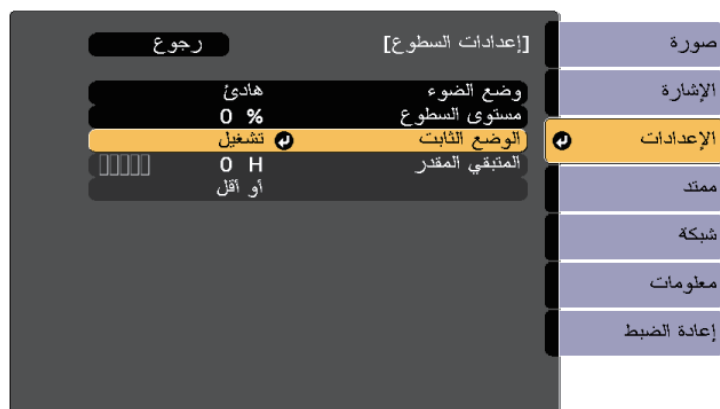 صورة
الإشارة
الإعدادات
ممتد
شبكة
معلومات
إعادة الضبط
[إعدادات السطوع]
رجوع
وضع الضوء هادئ
مستوى السطوع 0 %
الوضع الثابت تشغيل
المتبقي المقدر 0 H
أو أقل